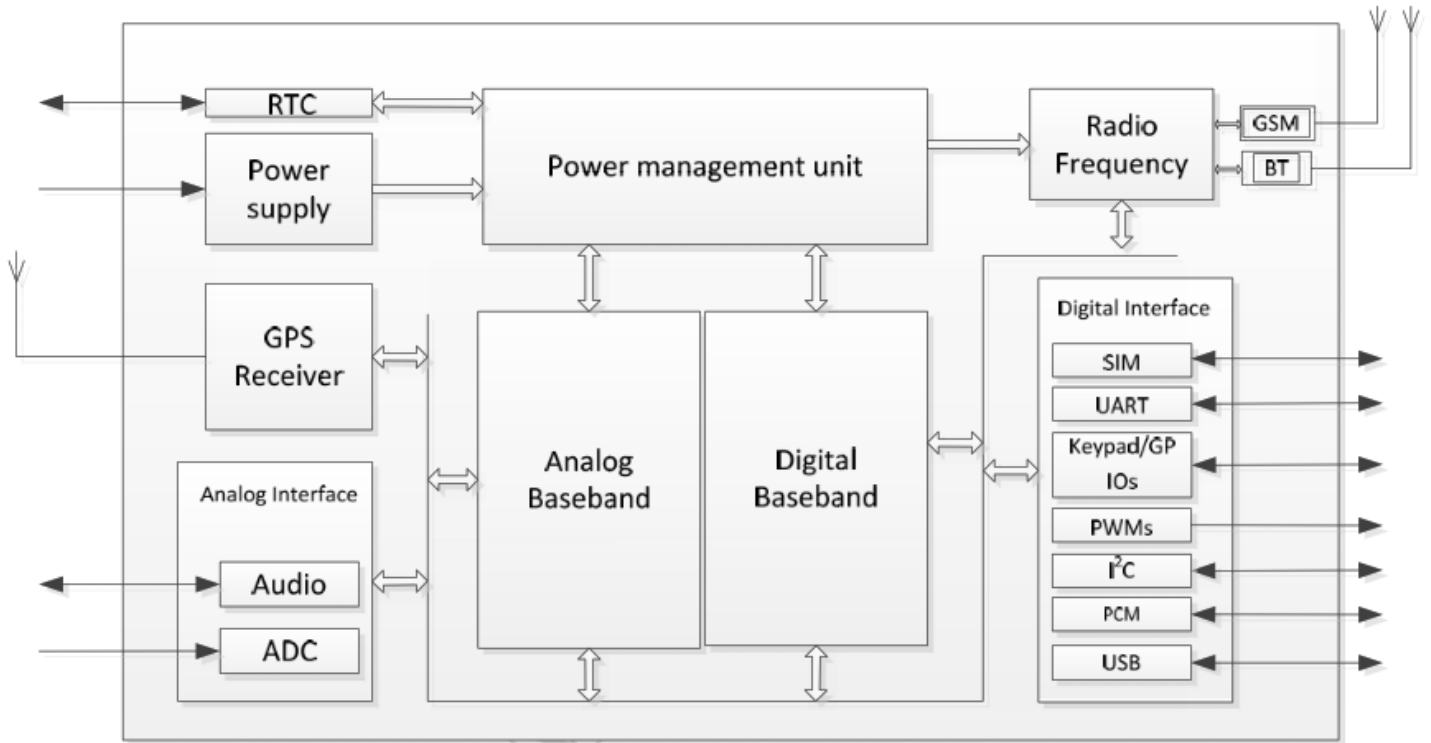 RTC
Power
supply
Power management unit
Radio
Frequency
GSM
BT
GPS
Receiver
Analog Interface
Audio
ADC
Analog
Baseband
Digital
Baseband
Digital Interface
SIM
UART
Keypad/GP
IOs
PWMs
I²C
PCM
USB